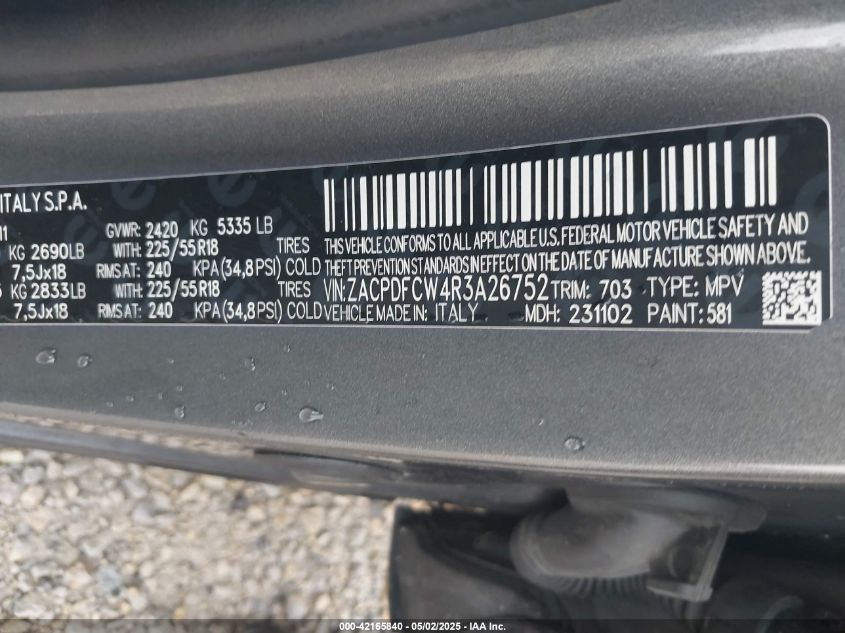 ITALY S.P.A.
GVWR: 2420 KG 5335 LB
KG 2690LB WITH: 225/55R18 TIRES
7,5Jx18 RIMS AT: 240 KPA(34,8PSI) COLD
KG 2833LB WITH: 225/55R18 TIRES
7,5Jx18 RIMS AT: 240 KPA(34,8PSI) COLD
THIS VEHICLE CONFORMS TO ALL APPLICABLE U.S. FEDERAL MOTOR VEHICLE SAFETY AND
THEFT PREVENTION STANDARDS IN EFFECT ON THE DATE OF MANUFACTURE SHOWN ABOVE.
VIN: ZACPDFCW4R3A26752 TRIM: 703 TYPE: MPV
VEHICLE MADE IN: ITALY MDH: 231102 PAINT: 581
000-42165840 - 05/02/2025 - IAA Inc.